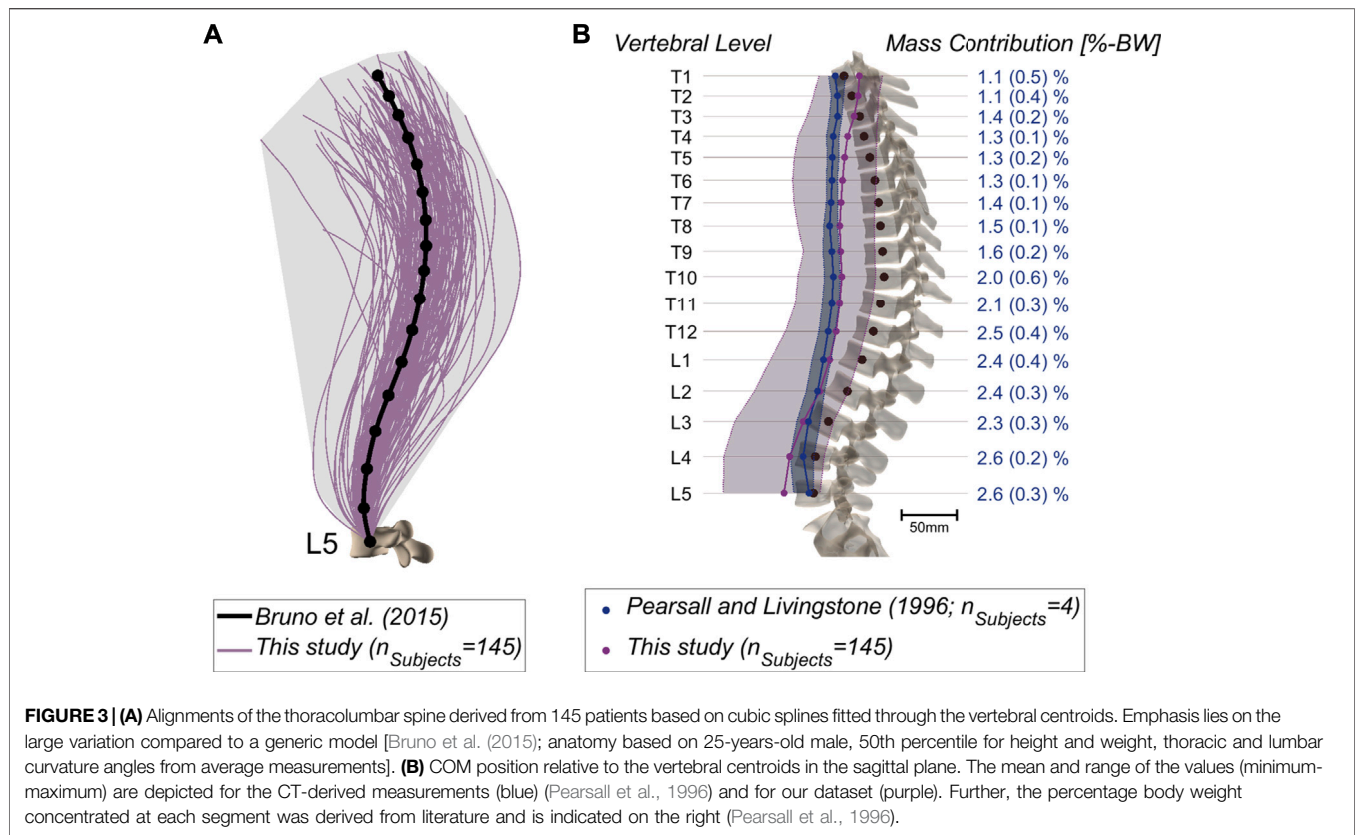 A
B
Vertebral Level
Mass Contribution [%-BW]
T1 1.1 (0.5) %
T2 1.1 (0.4) %
T3 1.4 (0.2) %
T4 1.3 (0.1) %
T5 1.3 (0.2) %
T6 1.3 (0.1) %
T7 1.4 (0.1) %
T8 1.5 (0.1) %
T9 1.6 (0.2) %
T10 2.0 (0.6) %
T11 2.1 (0.3) %
T12 2.5 (0.4) %
L1 2.4 (0.4) %
L2 2.4 (0.3) %
L3 2.3 (0.3) %
L4 2.6 (0.2) %
L5 2.6 (0.3) %
50mm
L5
Bruno et al. (2015)
This study (nSubjects=145)
Pearsall and Livingstone (1996; nSubjects=4)
This study (nSubjects=145)
FIGURE 3 | (A) Alignments of the thoracolumbar spine derived from 145 patients based on cubic splines fitted through the vertebral centroids. Emphasis lies on the
large variation compared to a generic model [Bruno et al. (2015); anatomy based on 25-years-old male, 50th percentile for height and weight, thoracic and lumbar
curvature angles from average measurements]. (B) COM position relative to the vertebral centroids in the sagittal plane. The mean and range of the values (minimum-
maximum) are depicted for the CT-derived measurements (blue) (Pearsall et al., 1996) and for our dataset (purple). Further, the percentage body weight
concentrated at each segment was derived from literature and is indicated on the right (Pearsall et al., 1996).